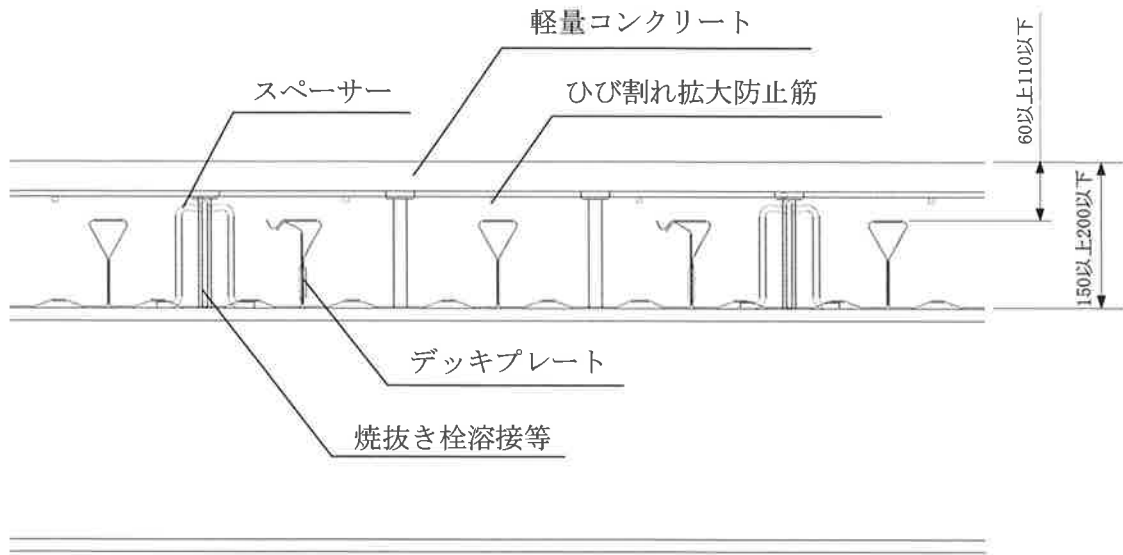 軽量コンクリート
スペーサー
ひび割れ拡大防止筋
60以上110以下
150以上200以下
デッキプレート
焼抜き栓溶接等